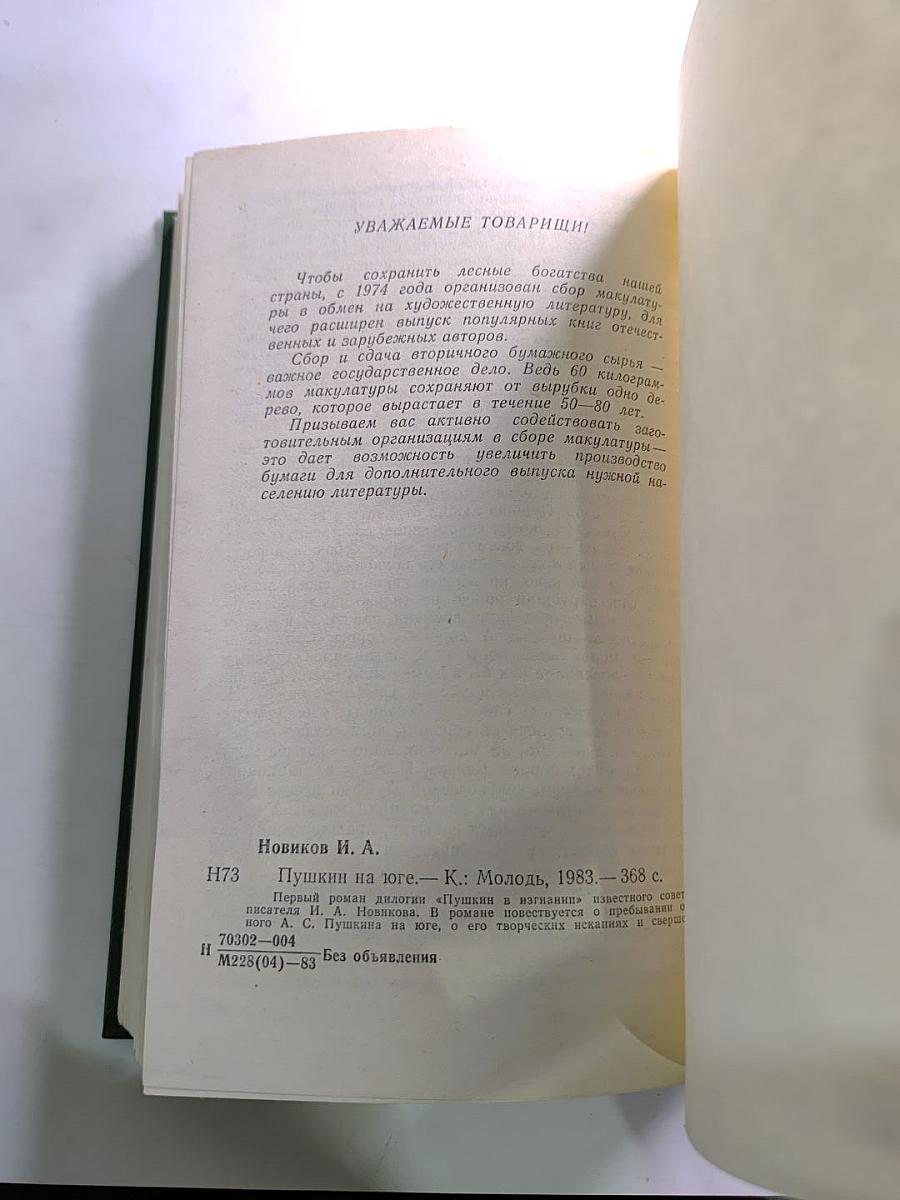 УВАЖАЕМЫЕ ТОВАРИЩИ!
Чтобы сохранить лесные богатства нашей
страны, с 1974 года организован сбор макулату-
ры в обмен на художественную литературу, для
чего расширен выпуск популярных книг отечест-
венных и зарубежных авторов.
Сбор и сдача вторичного бумажного сырья —
важное государственное дело. Ведь 60 килограм-
мов макулатуры сохраняют от вырубки одно де-
рево, которое вырастает в течение 50—80 лет.
Призываем вас активно содействовать заго-
товительным организациям в сборе макулатуры—
это дает возможность увеличить производство
бумаги для дополнительного выпуска нужной на-
селению литературы.
Новиков И. А.
Н73 Пушкин на юге.— К.: Молодь, 1983.— 368 с.
Первый роман дилогии «Пушкин в изгнании» известного совет
писателя И. А. Новикова. В романе повествуется о пребывании о
ного А. С. Пушкина на юге, о его творческих исканиях и сверше
Н 70302—004
М228(04)—83 Без объявления